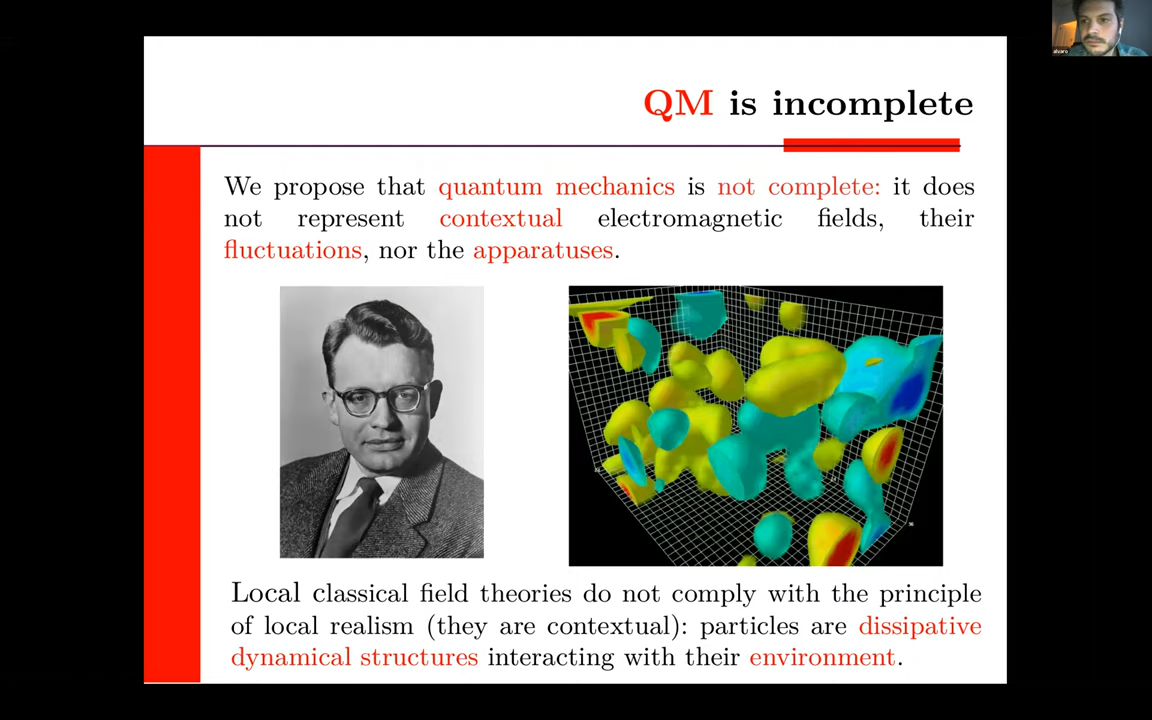 QM is incomplete
We propose that quantum mechanics is not complete: it does
not represent contextual electromagnetic fields, their
fluctuations, nor the apparatuses.
Local classical field theories do not comply with the principle
of local realism (they are contextual): particles are dissipative
dynamical structures interacting with their environment.
alvaro